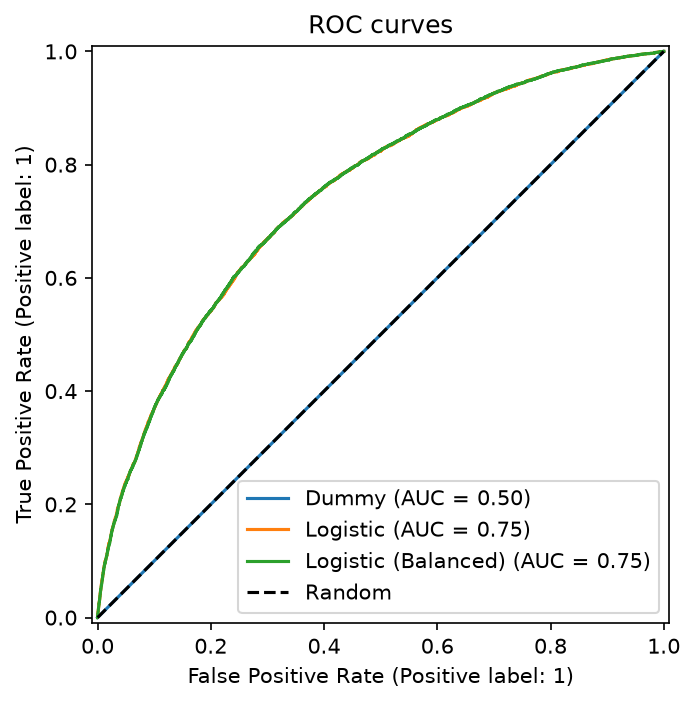 ROC curves
True Positive Rate (Positive label: 1)
1.0
0.8
0.6
0.4
0.2
0.0
Dummy (AUC = 0.50)
Logistic (AUC = 0.75)
Logistic (Balanced) (AUC = 0.75)
Random
0.0 0.2 0.4 0.6 0.8 1.0
False Positive Rate (Positive label: 1)